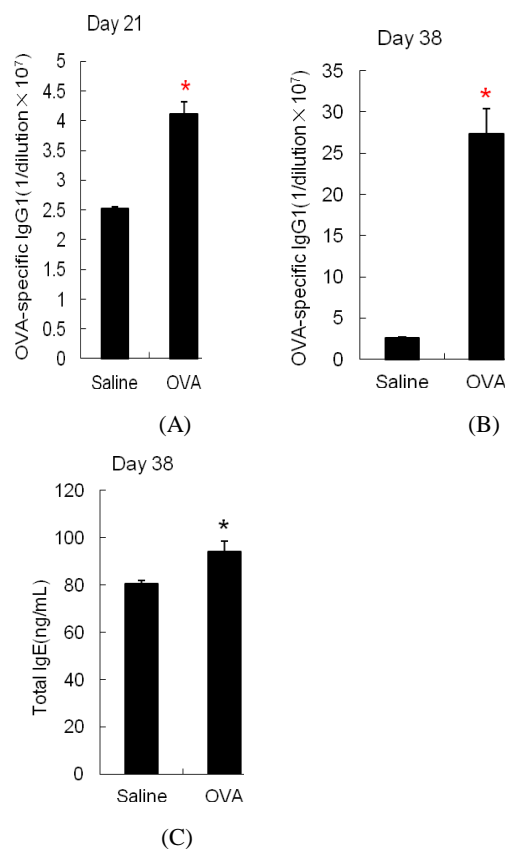 Day 21
OVA-specific IgG1(1/dilution×10⁷)
5
4.5
4
3.5
3
2.5
2
1.5
1
0.5
0
*
Saline OVA
(A)
Day 38
OVA-specific IgG1(1/dilution×10⁷)
35
30
25
20
15
10
5
0
*
Saline OVA
(B)
Day 38
Total IgE(ng/mL)
120
100
80
60
40
20
0
*
Saline OVA
(C)